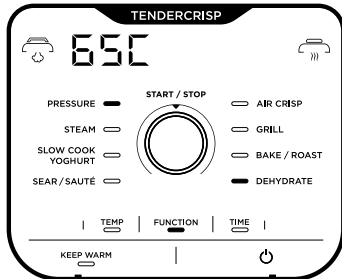 TENDERCRISP
65C
START / STOP
PRESSURE
AIR CRISP
STEAM
GRILL
SLOW COOK
YOGHURT
BAKE / ROAST
SEAR / SAUTÉ
DEHYDRATE
TEMP
FUNCTION
TIME
KEEP WARM